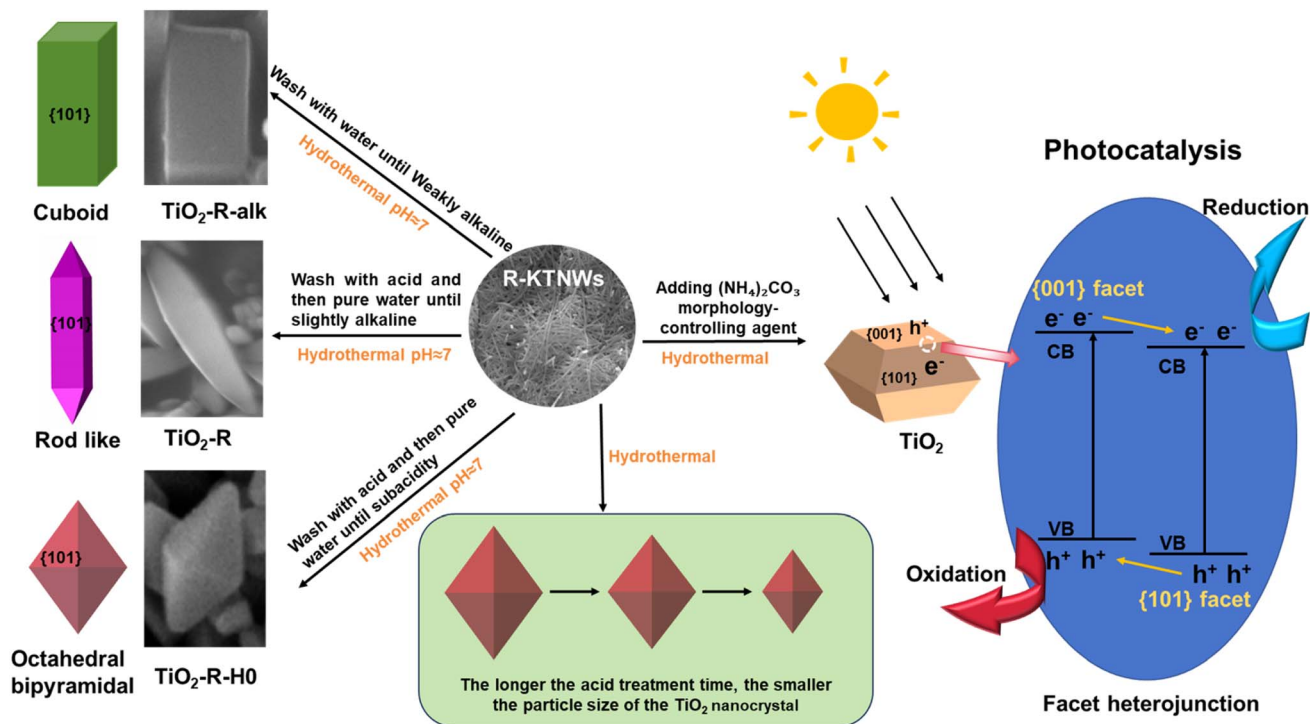 {101}
Cuboid
TiO₂-R-alk
Wash with water until Weakly alkaline
Hydrothermal pH≈7
{101}
Rod like
TiO₂-R
Wash with acid and
then pure water until
slightly alkaline
Hydrothermal pH≈7
R-KTNWs
{101}
Octahedral
bipyramidal
TiO₂-R-H0
Wash with acid and then pure
water until subacidity
Hydrothermal pH≈7
Hydrothermal
The longer the acid treatment time, the smaller
the particle size of the TiO₂ nanocrystal
Adding (NH₄)₂CO₃
morphology-
controlling agent
Hydrothermal
{001} h⁺
e⁻
{101}
TiO₂
Photocatalysis
Reduction
{001} facet
e⁻ e⁻
e⁻ e⁻
CB
CB
VB
VB
h⁺ h⁺
h⁺ h⁺
Oxidation
{101} facet
Facet heterojunction